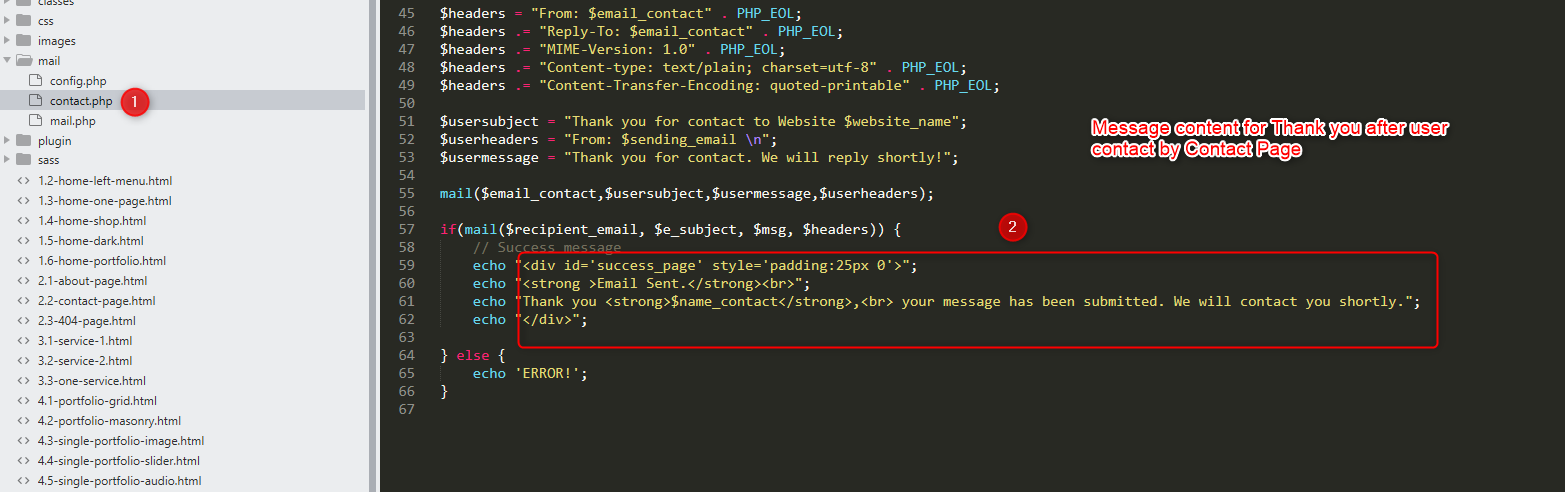 classes
css
images
mail
config.php
contact.php
1
mail.php
plugin
sass
<> 1.2-home-left-menu.html
<> 1.3-home-one-page.html
<> 1.4-home-shop.html
<> 1.5-home-dark.html
<> 1.6-home-portfolio.html
<> 2.1-about-page.html
<> 2.2-contact-page.html
<> 2.3-404-page.html
<> 3.1-service-1.html
<> 3.2-service-2.html
<> 3.3-one-service.html
<> 4.1-portfolio-grid.html
<> 4.2-portfolio-masonry.html
<> 4.3-single-portfolio-image.html
<> 4.4-single-portfolio-slider.html
<> 4.5-single-portfolio-audio.html
45 $headers = "From: $email_contact" . PHP_EOL;
46 $headers .= "Reply-To: $email_contact" . PHP_EOL;
47 $headers .= "MIME-Version: 1.0" . PHP_EOL;
48 $headers .= "Content-type: text/plain; charset=utf-8" . PHP_EOL;
49 $headers .= "Content-Transfer-Encoding: quoted-printable" . PHP_EOL;
50
51 $usersubject = "Thank you for contact to Website $website_name";
52 $userheaders = "From: $sending_email \n";
53 $usermessage = "Thank you for contact. We will reply shortly!";
54
55 mail($email_contact,$usersubject,$usermessage,$userheaders);
56
57 if(mail($recipient_email, $e_subject, $msg, $headers)) {
58 // Success message
59 echo "<div id='success_page' style='padding:25px 0'>";
60 echo "<strong >Email Sent.</strong><br>";
61 echo "Thank you <strong>$name_contact</strong>,<br> your message has been submitted. We will contact you shortly.";
62 echo "</div>";
63
64 } else {
65 echo 'ERROR!';
66 }
67
Message content for Thank you after user
contact by Contact Page
2